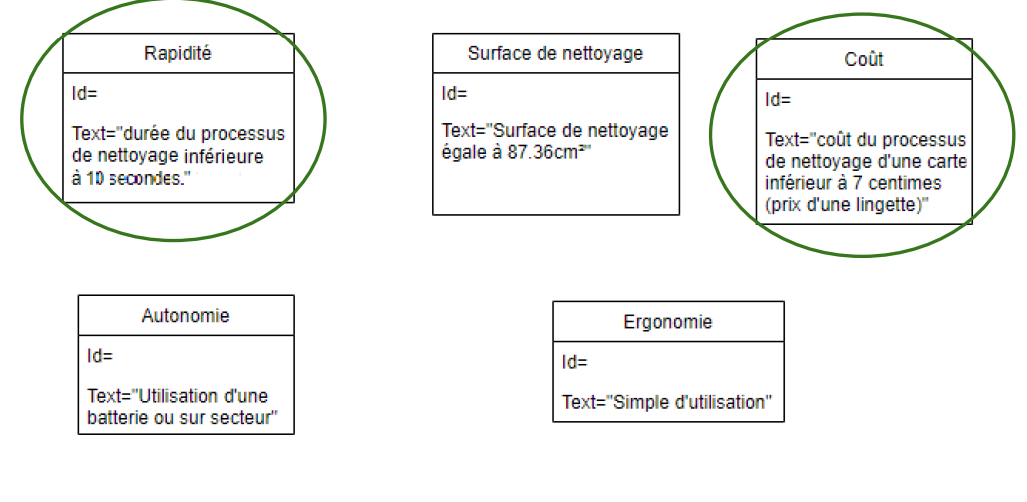 Rapidité
Id=
Text="durée du processus
de nettoyage inférieure
à 10 secondes."
Surface de nettoyage
Id=
Text="Surface de nettoyage
égale à 87.36cm²"
Coût
Id=
Text="coût du processus
de nettoyage d'une carte
inférieur à 7 centimes
(prix d'une lingette)"
Autonomie
Id=
Text="Utilisation d'une
batterie ou sur secteur"
Ergonomie
Id=
Text="Simple d'utilisation"